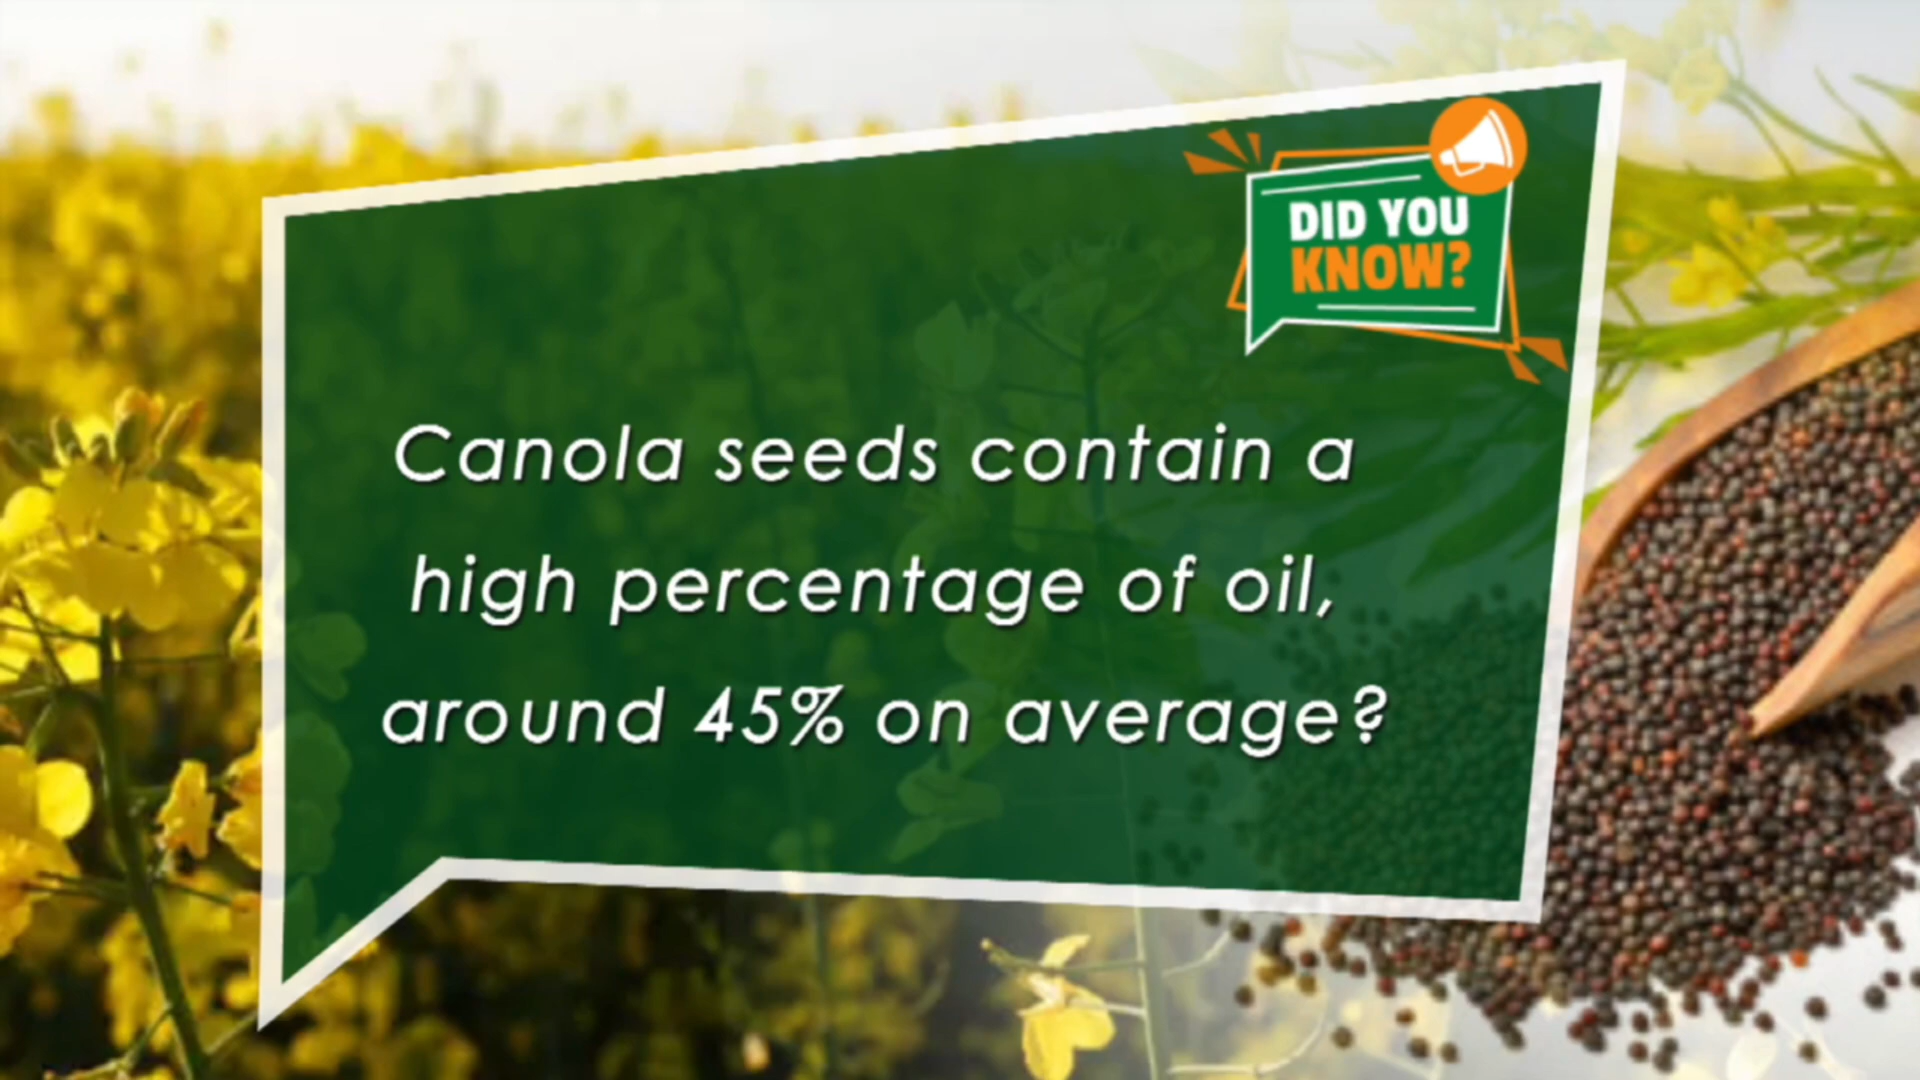 DID YOU
KNOW?
Canola seeds contain a
high percentage of oil,
around 45% on average?